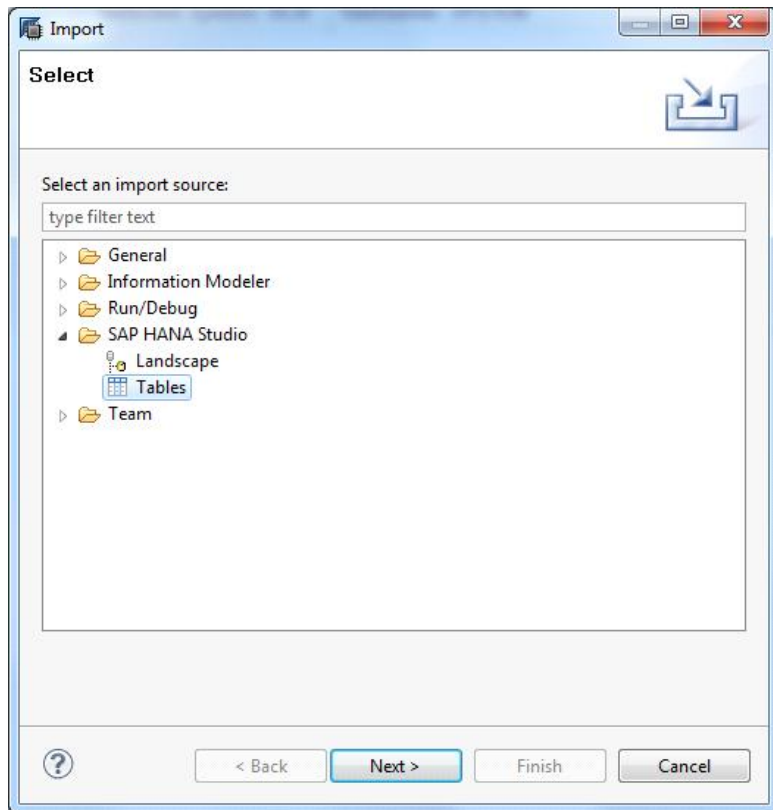 Import
Select
Select an import source:
type filter text
General
Information Modeler
Run/Debug
SAP HANA Studio
Landscape
Tables
Team
< Back
Next >
Finish
Cancel